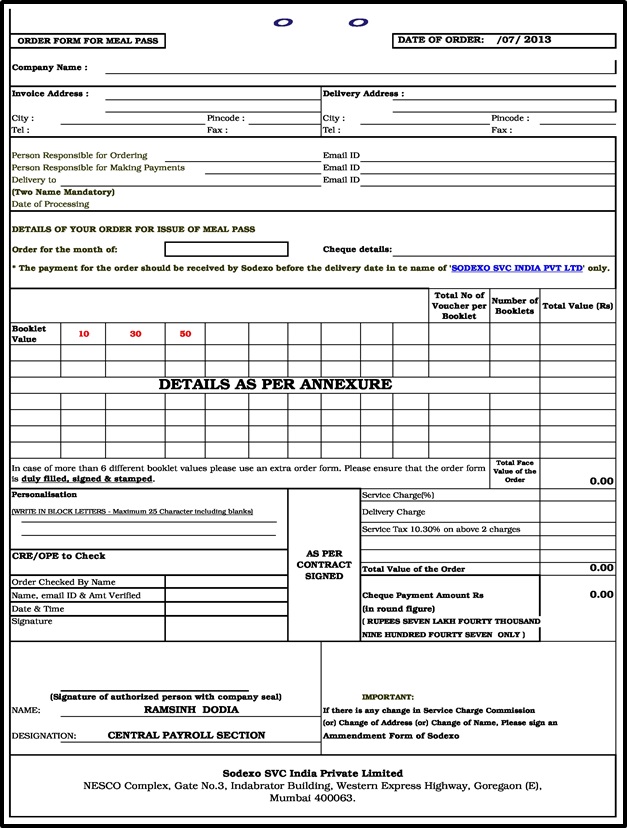 ORDER FORM FOR MEAL PASS
DATE OF ORDER: /07/ 2013
Company Name :
Invoice Address : Delivery Address :
City : Pincode : City : Pincode :
Tel : Fax : Tel : Fax :
Person Responsible for Ordering Email ID
Person Responsible for Making Payments Email ID
Delivery to Email ID
(Two Name Mandatory)
Date of Processing
DETAILS OF YOUR ORDER FOR ISSUE OF MEAL PASS
Order for the month of: Cheque details:
* The payment for the order should be received by Sodexo before the delivery date in te name of 'SODEXO SVC INDIA PVT LTD' only.
Total No of Voucher per Booklet Number of Booklets Total Value (Rs)
Booklet Value 10 30 50
DETAILS AS PER ANNEXURE
In case of more than 6 different booklet values please use an extra order form. Please ensure that the order form
is duly filled, signed & stamped.
Total Face Value of the Order 0.00
Personalisation
(WRITE IN BLOCK LETTERS - Maximum 25 Character including blanks)
CRE/OPE to Check
Order Checked By Name
Name, email ID & Amt Verified
Date & Time
Signature
AS PER
CONTRACT
SIGNED
Service Charge(%)
Delivery Charge
Service Tax 10.30% on above 2 charges
Total Value of the Order 0.00
Cheque Payment Amount Rs 0.00
(in round figure)
( RUPEES SEVEN LAKH FOURTY THOUSAND
NINE HUNDRED FOURTY SEVEN ONLY )
(Signature of authorized person with company seal)
NAME: RAMSINH DODIA
DESIGNATION: CENTRAL PAYROLL SECTION
IMPORTANT:
If there is any change in Service Charge Commission
(or) Change of Address (or) Change of Name, Please sign an
Ammendment Form of Sodexo
Sodexo SVC India Private Limited
NESCO Complex, Gate No.3, Indabrator Building, Western Express Highway, Goregaon (E),
Mumbai 400063.